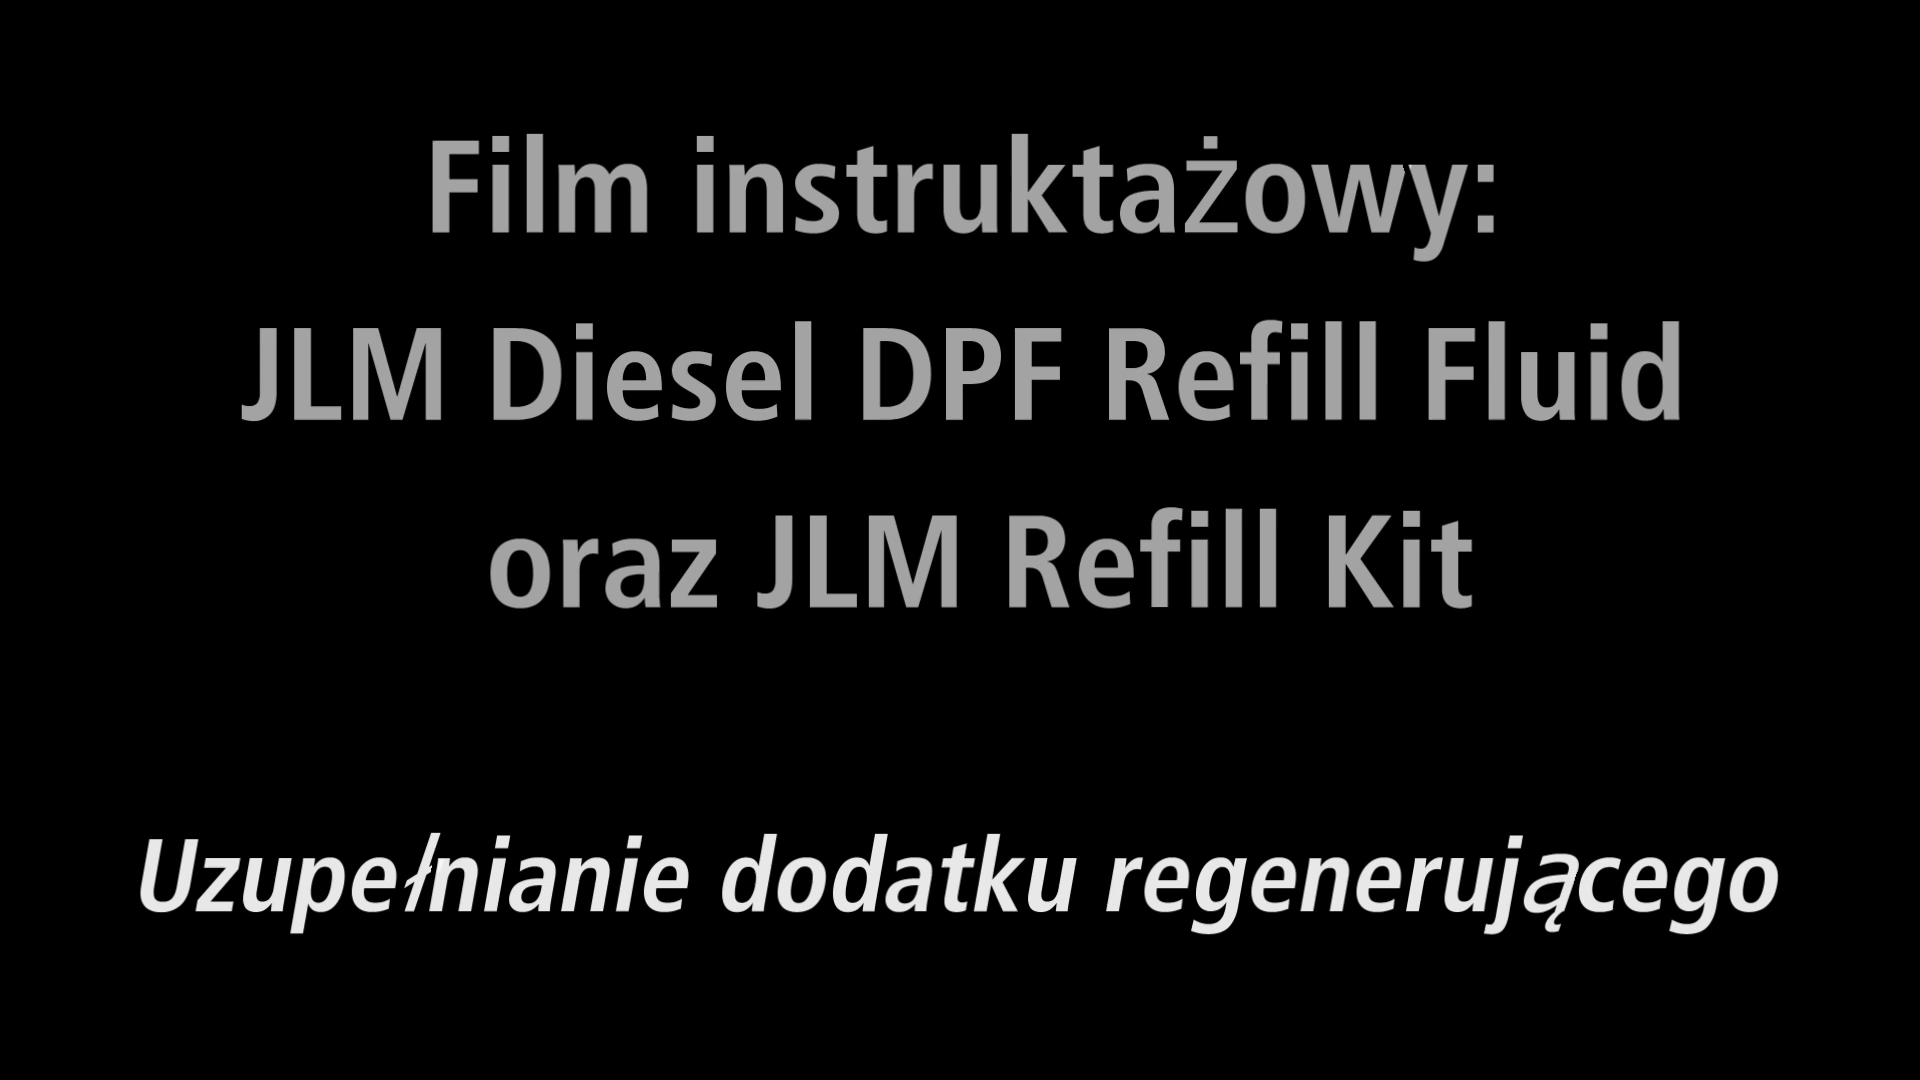 Film instruktażowy:
JLM Diesel DPF Refill Fluid
oraz JLM Refill Kit
Uzupełnianie dodatku regenerującego